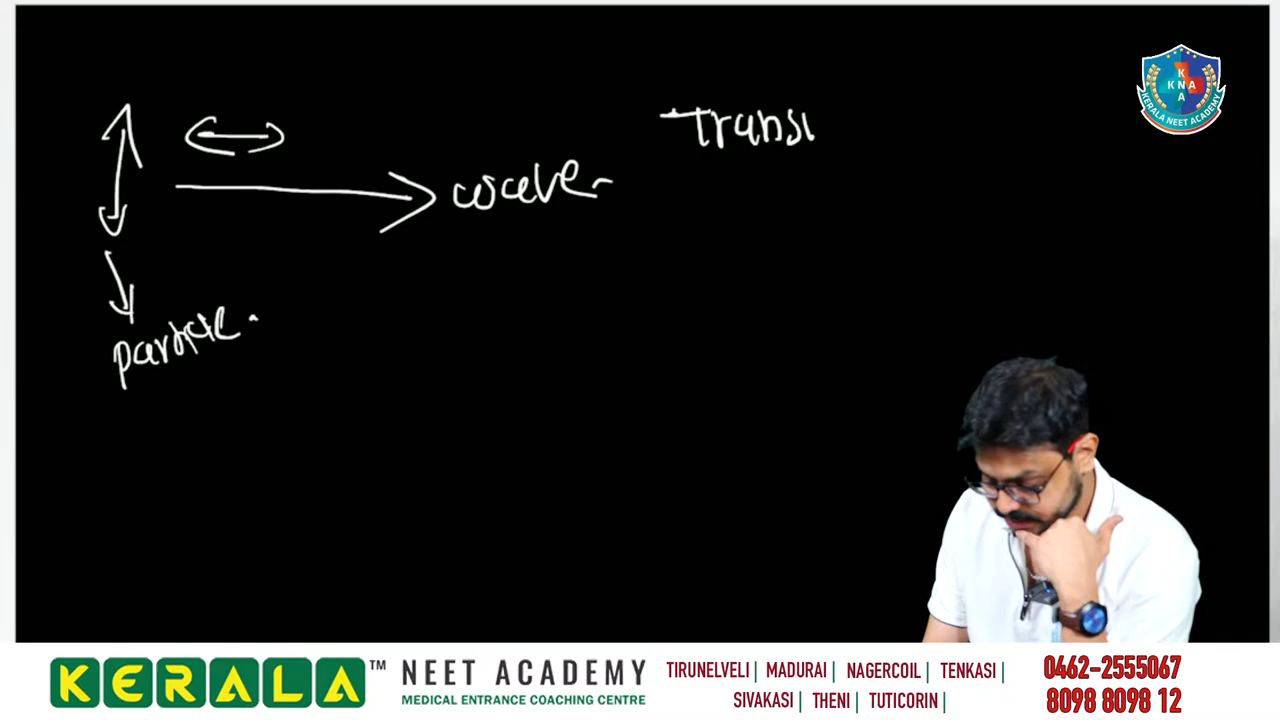 Transi
wave
particle.
KNA
KERALA NEET ACADEMY
KERALA™ NEET ACADEMY
MEDICAL ENTRANCE COACHING CENTRE
TIRUNELVELI | MADURAI | NAGERCOIL | TENKASI |
SIVAKASI | THENI | TUTICORIN |
0462-2555067
8098 8098 12